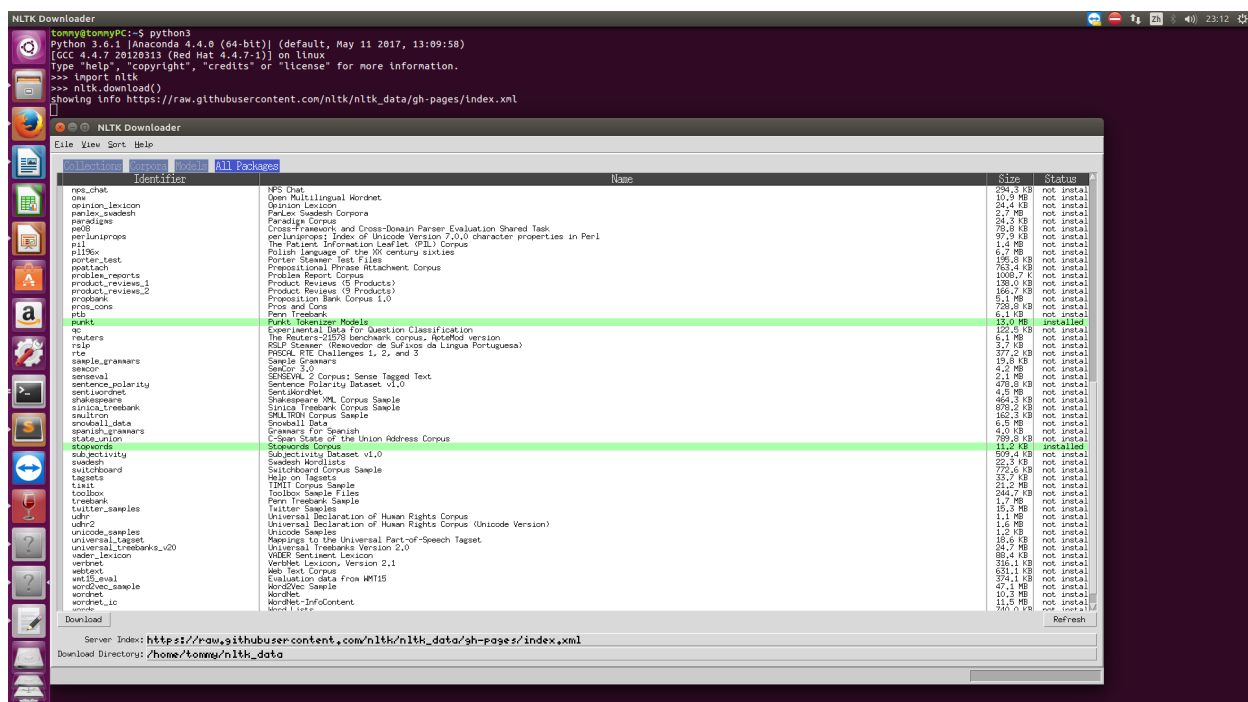 NLTK Downloader
zh 23:12
tommy@tommyPC:~$ python3
Python 3.6.1 |Anaconda 4.4.0 (64-bit)| (default, May 11 2017, 13:09:58)
[GCC 4.4.7 20120313 (Red Hat 4.4.7-1)] on linux
Type "help", "copyright", "credits" or "license" for more information.
>>> import nltk
>>> nltk.download()
showing info https://raw.githubusercontent.com/nltk/nltk_data/gh-pages/index.xml
NLTK Downloader
File View Sort Help
Collections Corpora Models All Packages
Identifier Name Size Status
nps_chat NPS Chat 294.3 KB not instal
omw Open Multilingual Wordnet 10.9 MB not instal
opinion_lexicon Opinion Lexicon 24.4 KB not instal
panlex_swadesh PanLex Swadesh Corpora 2.7 MB not instal
paradigms Paradigm Corpus 24.3 KB not instal
pe08 Cross-Framework and Cross-Domain Parser Evaluation Shared Task 78.8 KB not instal
perluniprops perluniprops: Index of Unicode Version 7.0.0 character properties in Perl 97.9 KB not instal
pil The Patient Information Leaflet (PIL) Corpus 1.4 MB not instal
pl196x Polish language of the XX century sixties 6.7 MB not instal
porter_test Porter Stemmer Test Files 195.8 KB not instal
ppattach Prepositional Phrase Attachment Corpus 763.4 KB not instal
problem_reports Problem Report Corpus 1008.7 K not instal
product_reviews_1 Product Reviews (5 Products) 138.0 KB not instal
product_reviews_2 Product Reviews (9 Products) 166.7 KB not instal
propbank Proposition Bank Corpus 1.0 5.1 MB not instal
pros_cons Pros and Cons 728.8 KB not instal
ptb Penn Treebank 6.1 KB not instal
punkt Punkt Tokenizer Models 13.0 MB installed
qc Experimental Data for Question Classification 122.5 KB not instal
reuters The Reuters-21578 benchmark corpus, ApteMod version 6.1 MB not instal
rslp RSLP Stemmer (Removedor de Sufixos da Lingua Portuguesa) 3.7 KB not instal
rte PASCAL RTE Challenges 1, 2, and 3 377.2 KB not instal
sample_grammars Sample Grammars 19.8 KB not instal
semcor SemCor 3.0 4.2 MB not instal
senseval SENSEVAL 2 Corpus: Sense Tagged Text 2.1 MB not instal
sentence_polarity Sentence Polarity Dataset v1.0 478.8 KB not instal
sentiwordnet SentiWordNet 4.5 MB not instal
shakespeare Shakespeare XML Corpus Sample 464.3 KB not instal
sinica_treebank Sinica Treebank Corpus Sample 878.2 KB not instal
smultron SMULTRON Corpus Sample 162.3 KB not instal
snowball_data Snowball Data 6.5 MB not instal
spanish_grammars Grammars for Spanish 4.0 KB not instal
state_union C-Span State of the Union Address Corpus 789.8 KB not instal
stopwords Stopwords Corpus 11.2 KB installed
subjectivity Subjectivity Dataset v1.0 509.4 KB not instal
swadesh Swadesh Wordlists 22.3 KB not instal
switchboard Switchboard Corpus Sample 772.6 KB not instal
tagsets Help on Tagsets 33.7 KB not instal
timit TIMIT Corpus Sample 21.2 MB not instal
toolbox Toolbox Sample Files 244.7 KB not instal
treebank Penn Treebank Sample 1.7 MB not instal
twitter_samples Twitter Samples 15.3 MB not instal
udhr Universal Declaration of Human Rights Corpus 1.1 MB not instal
udhr2 Universal Declaration of Human Rights Corpus (Unicode Version) 1.6 MB not instal
unicode_samples Unicode Samples 1.2 KB not instal
universal_tagset Mappings to the Universal Part-of-Speech Tagset 18.6 KB not instal
universal_treebanks_v20 Universal Treebanks Version 2.0 24.7 MB not instal
vader_lexicon VADER Sentiment Lexicon 88.4 KB not instal
verbnet VerbNet Lexicon, Version 2.1 316.1 KB not instal
webtext Web Text Corpus 631.1 KB not instal
wmt15_eval Evaluation data from WMT15 374.1 KB not instal
word2vec_sample Word2Vec Sample 47.1 MB not instal
wordnet WordNet 10.3 MB not instal
wordnet_ic WordNet-InfoContent 11.5 MB not instal
words Word Lists 740.0 KB not instal
Download Refresh
Server Index: https://raw.githubusercontent.com/nltk/nltk_data/gh-pages/index.xml
Download Directory: /home/tommy/nltk_data